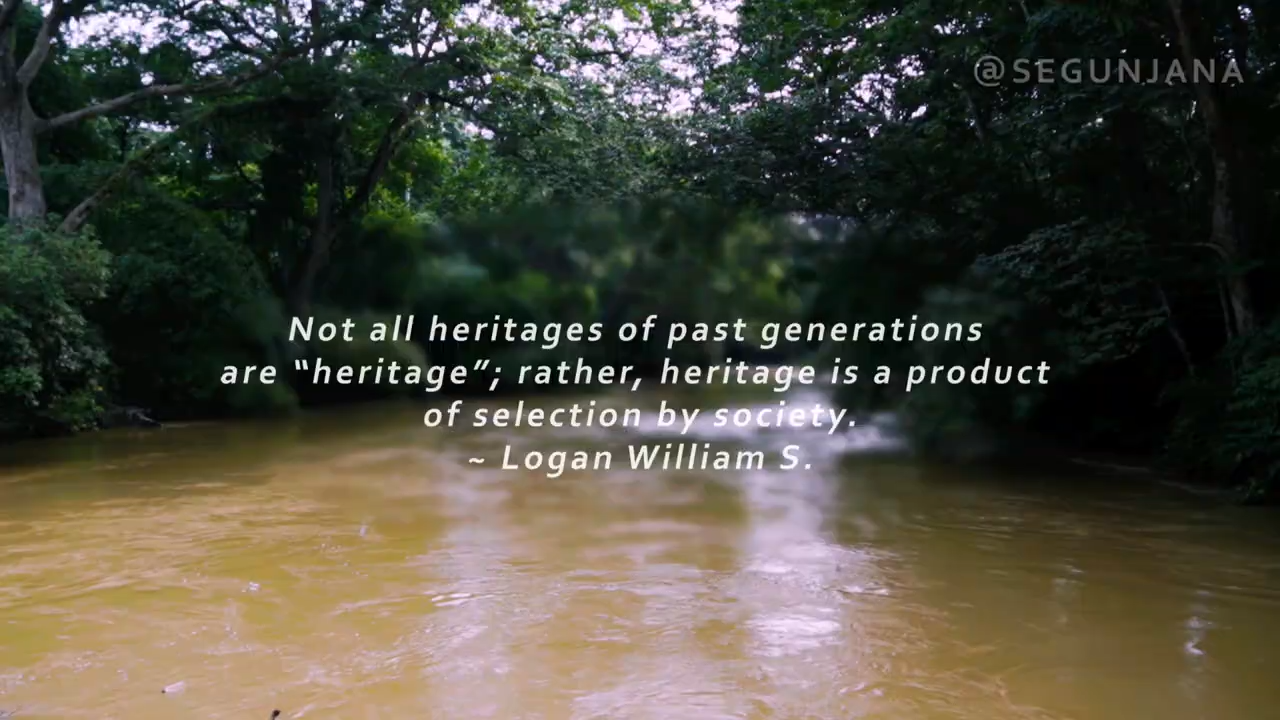 @SEGUNJANA
Not all heritages of past generations
are “heritage”; rather, heritage is a product
of selection by society.
~ Logan William S.